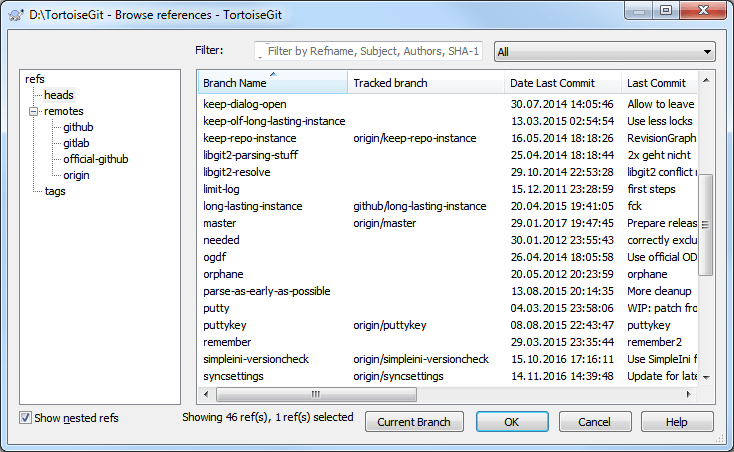 D:\TortoiseGit - Browse references - TortoiseGit
Filter: Filter by Refname, Subject, Authors, SHA-1 All
refs
heads
remotes
github
gitlab
official-github
origin
tags
Branch Name Tracked branch Date Last Commit Last Commit
keep-dialog-open 30.07.2014 14:05:46 Allow to leave
keep-olf-long-lasting-instance 13.03.2015 02:54:54 Use less locks
keep-repo-instance origin/keep-repo-instance 16.05.2014 18:18:26 RevisionGraph
libgit2-parsing-stuff 25.04.2014 18:18:44 2x geht nicht
libgit2-resolve 29.10.2014 22:53:28 libgit2 conflict
limit-log 15.12.2011 23:28:59 first steps
long-lasting-instance github/long-lasting-instance 20.04.2015 19:41:05 fck
master origin/master 29.01.2017 19:47:45 Prepare releas
needed 30.01.2012 23:55:43 correctly exclu
ogdf 26.04.2014 18:05:58 Use official OD
orphane 20.05.2012 20:23:59 orphane
parse-as-early-as-possible 13.08.2015 20:14:35 More cleanup
putty 04.03.2015 23:58:06 WIP: patch fro
puttykey origin/puttykey 08.08.2015 22:43:47 puttykey
remember 29.03.2015 23:35:44 remember2
simpleini-versioncheck origin/simpleini-versioncheck 15.10.2016 17:16:11 Use SimpleIni f
syncsettings origin/syncsettings 14.11.2016 14:39:48 Update for late
Show nested refs Showing 46 ref(s), 1 ref(s) selected Current Branch OK Cancel Help